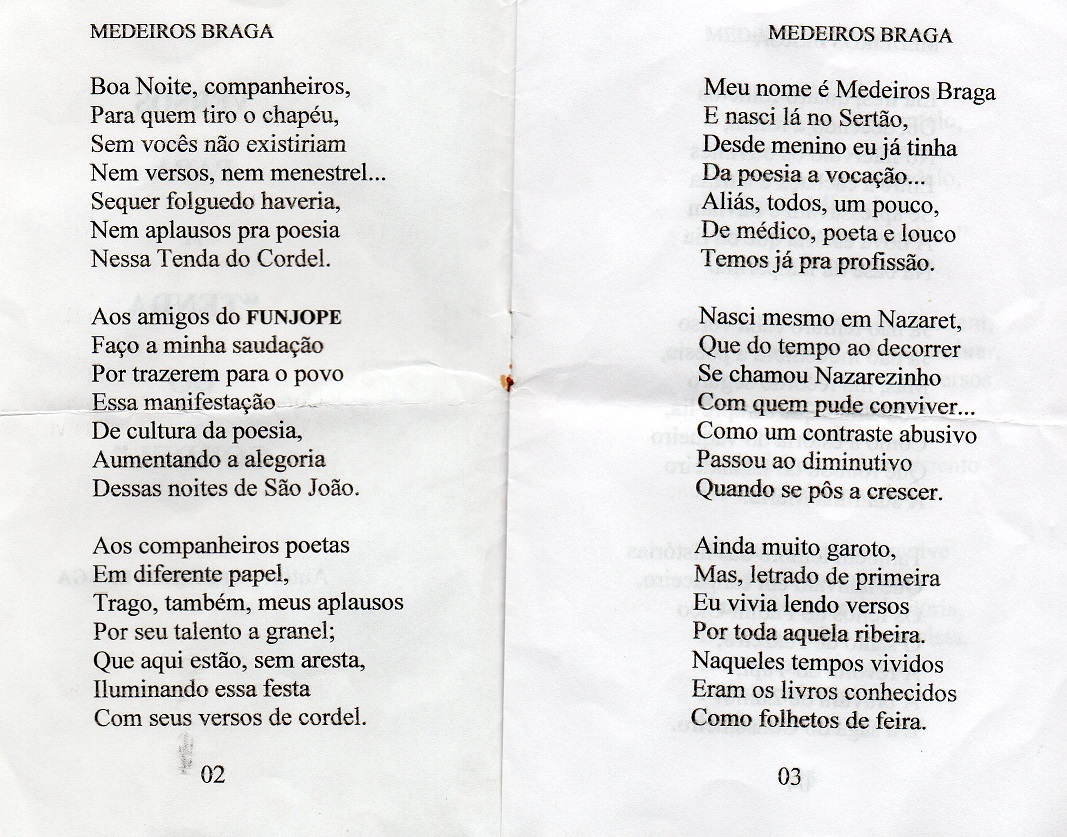 MEDEIROS BRAGA
Boa Noite, companheiros,
Para quem tiro o chapéu,
Sem vocês não existiriam
Nem versos, nem menestrel...
Sequer folguedo haveria,
Nem aplausos pra poesia
Nessa Tenda do Cordel.
Aos amigos do FUNJOPE
Faço a minha saudação
Por trazerem para o povo
Essa manifestação
De cultura da poesia,
Aumentando a alegoria
Dessas noites de São João.
Aos companheiros poetas
Em diferente papel,
Trago, também, meus aplausos
Por seu talento a granel;
Que aqui estão, sem aresta,
Iluminando essa festa
Com seus versos de cordel.
02
MEDEIROS BRAGA
Meu nome é Medeiros Braga
E nasci lá no Sertão,
Desde menino eu já tinha
Da poesia a vocação...
Aliás, todos, um pouco,
De médico, poeta e louco
Temos já pra profissão.
Nasci mesmo em Nazaret,
Que do tempo ao decorrer
Se chamou Nazarezinho
Com quem pude conviver...
Como um contraste abusivo
Passou ao diminutivo
Quando se pôs a crescer.
Ainda muito garoto,
Mas, letrado de primeira
Eu vivia lendo versos
Por toda aquela ribeira.
Naqueles tempos vividos
Eram os livros conhecidos
Como folhetos de feira.
03